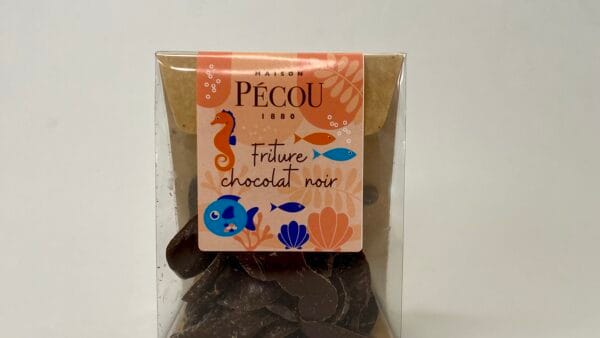 MAISON
PÉCOU
1880
Friture
chocolat noir